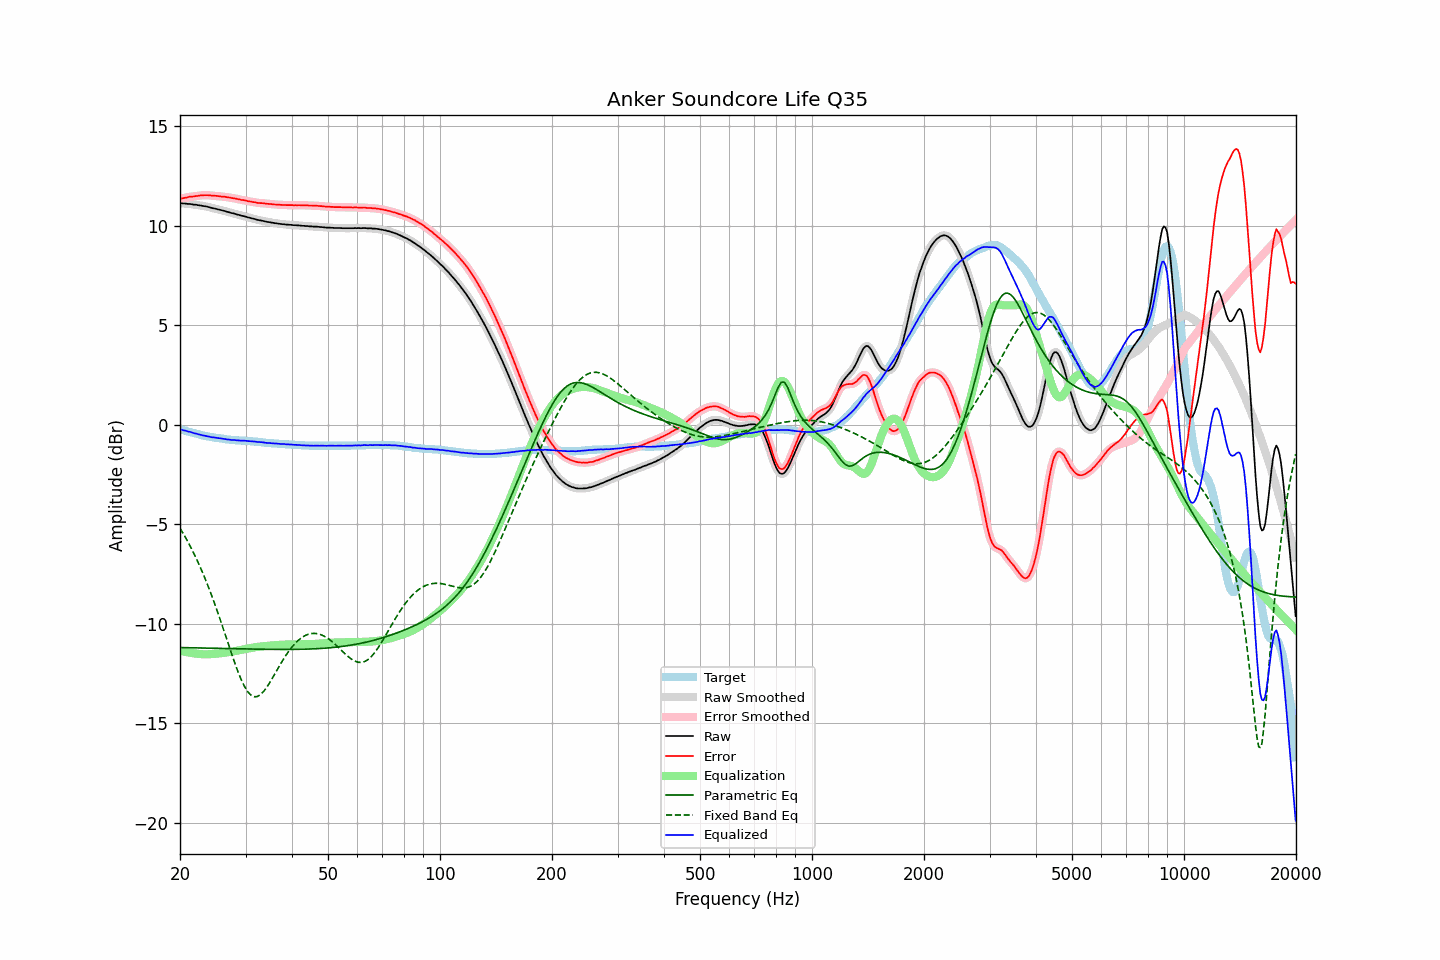 Anker Soundcore Life Q35
15
10
5
0
−5
−10
−15
−20
Amplitude (dBr)
Target
Raw Smoothed
Error Smoothed
Raw
Error
Equalization
Parametric Eq
Fixed Band Eq
Equalized
20 50 100 200 500 1000 2000 5000 10000 20000
Frequency (Hz)